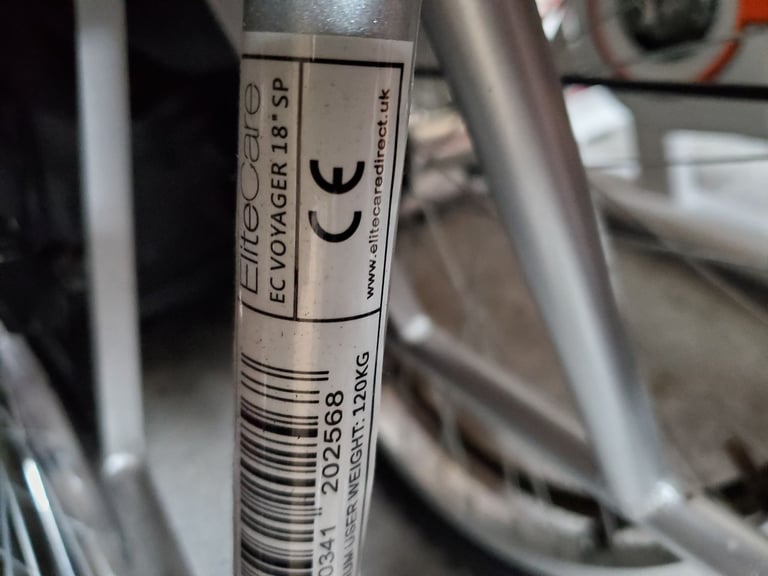 EliteCare
EC VOYAGER 18" SP
CE
www.elitecaredirect.uk
0341 202568
USER WEIGHT: 120KG